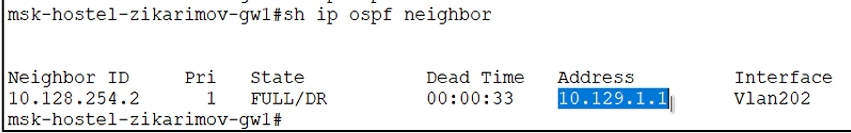 msk-hostel-zikarimov-gw1#sh ip ospf neighbor
Neighbor ID     Pri   State           Dead Time   Address         Interface
10.128.254.2      1   FULL/DR         00:00:33    10.129.1.1      Vlan202
msk-hostel-zikarimov-gw1#